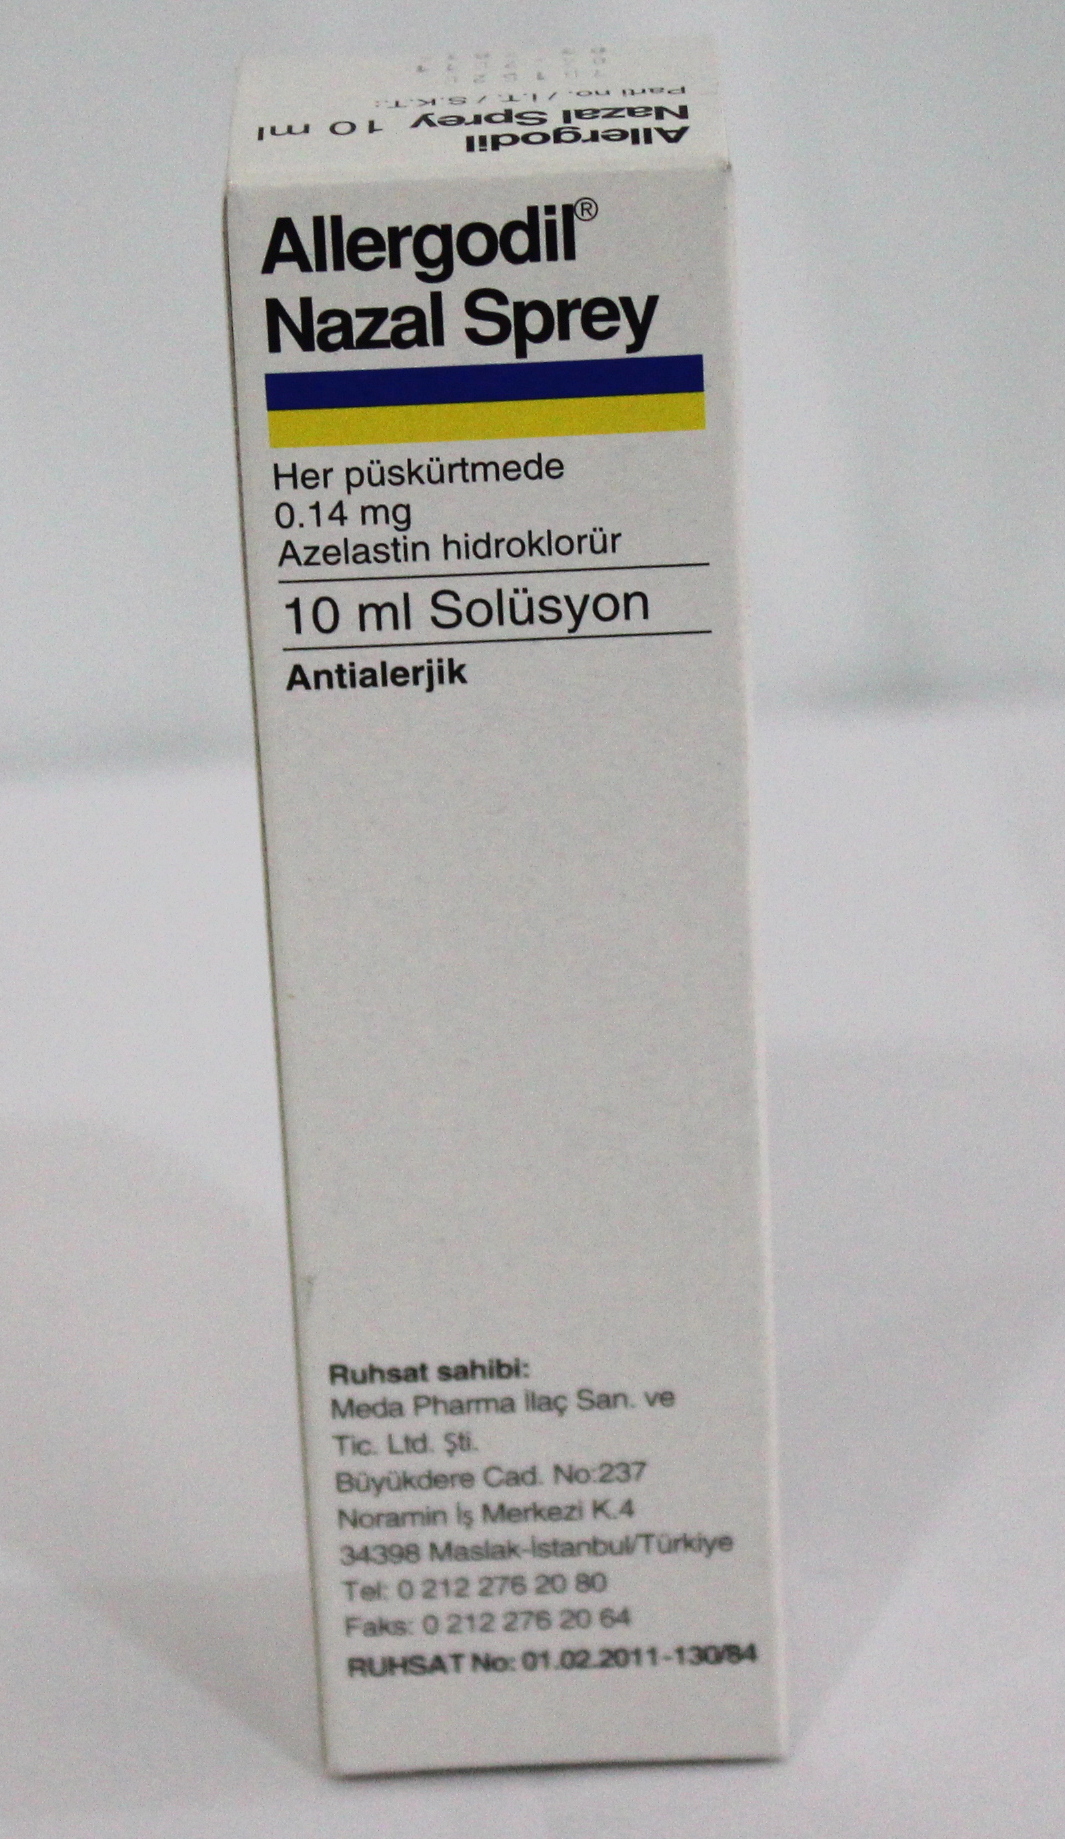 Allergodil
Nazal Sprey 10 ml
Parti no. / İ.T. / S.K.T.:
Allergodil®
Nazal Sprey
Her püskürtmede
0.14 mg
Azelastin hidroklorür
10 ml Solüsyon
Antialerjik
Ruhsat sahibi:
Meda Pharma İlaç San. ve
Tic. Ltd. Şti.
Büyükdere Cad. No:237
Noramin İş Merkezi K.4
34398 Maslak-İstanbul/Türkiye
Tel: 0 212 276 20 80
Faks: 0 212 276 20 64
RUHSAT No: 01.02.2011-130/84